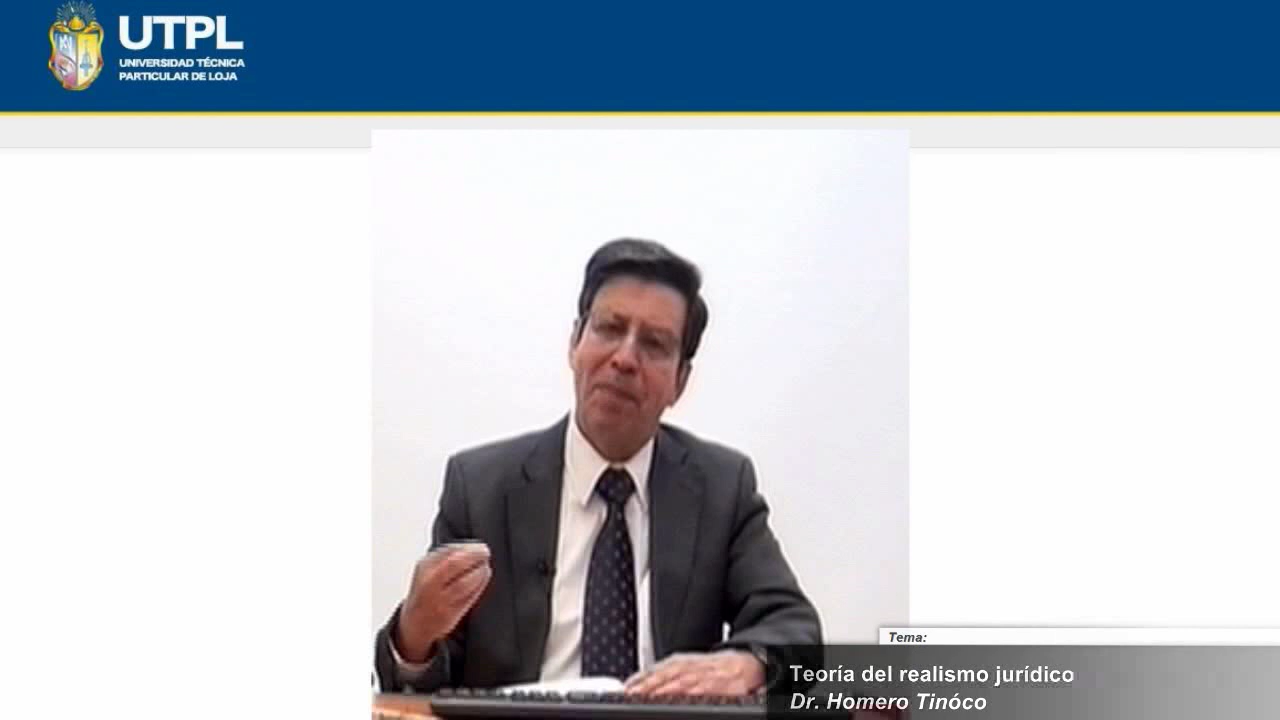 UTPL
UNIVERSIDAD TÉCNICA
PARTICULAR DE LOJA
Tema:
Teoría del realismo jurídico
Dr. Homero Tinóco